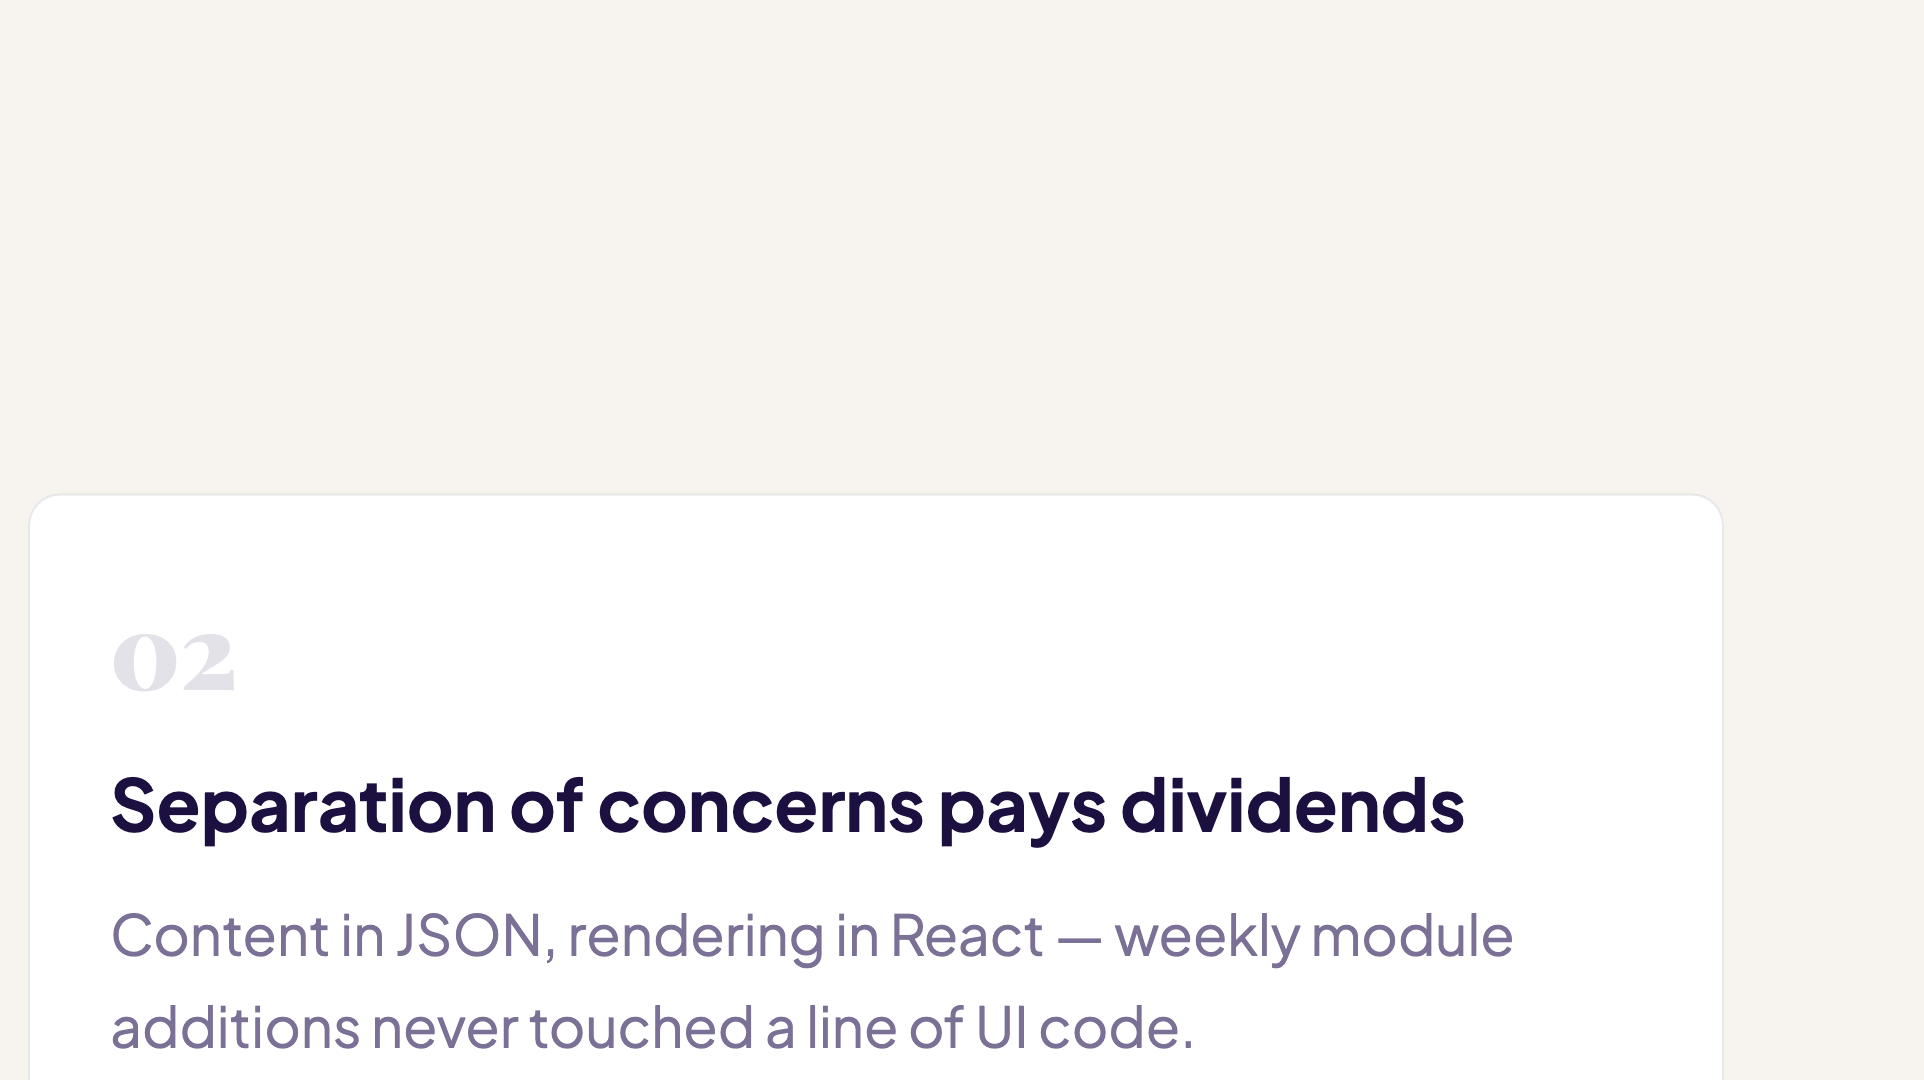 02
Separation of concerns pays dividends
Content in JSON, rendering in React — weekly module
additions never touched a line of UI code.